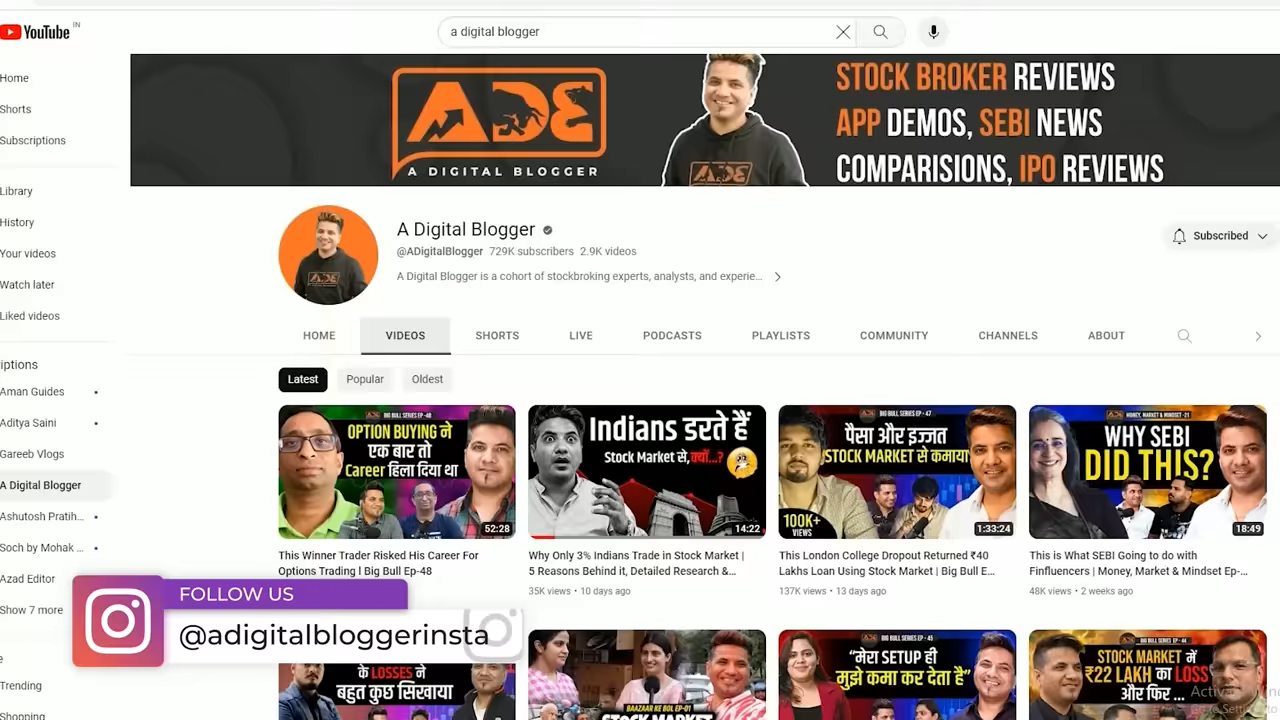 YouTube IN
a digital blogger
Home
Shorts
Subscriptions
Library
History
Your videos
Watch later
Liked videos
iptions
Aman Guides
Aditya Saini
Gareeb Vlogs
A Digital Blogger
Ashutosh Pratih...
Soch by Mohak ...
Azad Editor
Show 7 more
Trending
Shopping
ADE
A DIGITAL BLOGGER
STOCK BROKER REVIEWS
APP DEMOS, SEBI NEWS
COMPARISIONS, IPO REVIEWS
A Digital Blogger
@ADigitalBlogger 729K subscribers 2.9K videos
A Digital Blogger is a cohort of stockbroking experts, analysts, and experie...
Subscribed
HOME VIDEOS SHORTS LIVE PODCASTS PLAYLISTS COMMUNITY CHANNELS ABOUT
Latest Popular Oldest
BIG BULL SERIES EP-48
OPTION BUYING ने
एक बार तो
Career हिला दिया था
52:28
This Winner Trader Risked His Career For
Options Trading l Big Bull Ep-48
Indians डरते हैं
Stock Market से, क्यों...?
14:22
Why Only 3% Indians Trade in Stock Market |
5 Reasons Behind it, Detailed Research &...
35K views • 10 days ago
BIG BULL SERIES EP - 47
पैसा और इज्जत
STOCK MARKET से कमाया
100K+
VIEWS
1:33:24
This London College Dropout Returned ₹40
Lakhs Loan Using Stock Market | Big Bull E...
137K views • 13 days ago
MONEY, MARKET & MINDSET -21
WHY SEBI
DID THIS?
18:49
This is What SEBI Going to do with
Finfluencers | Money, Market & Mindset Ep-...
48K views • 2 weeks ago
FOLLOW US
@adigitalbloggerinsta
के LOSSES ने
बहुत कुछ सिखाया
BAAZAAR KE BOL EP-01
STOCK MARKET
BIG BULL SERIES EP - 45
“मेरा SETUP ही
मुझे कमा कर देता है”
BIG BULL SERIES EP - 44
STOCK MARKET में
₹22 LAKH का LOSS
और फिर ...